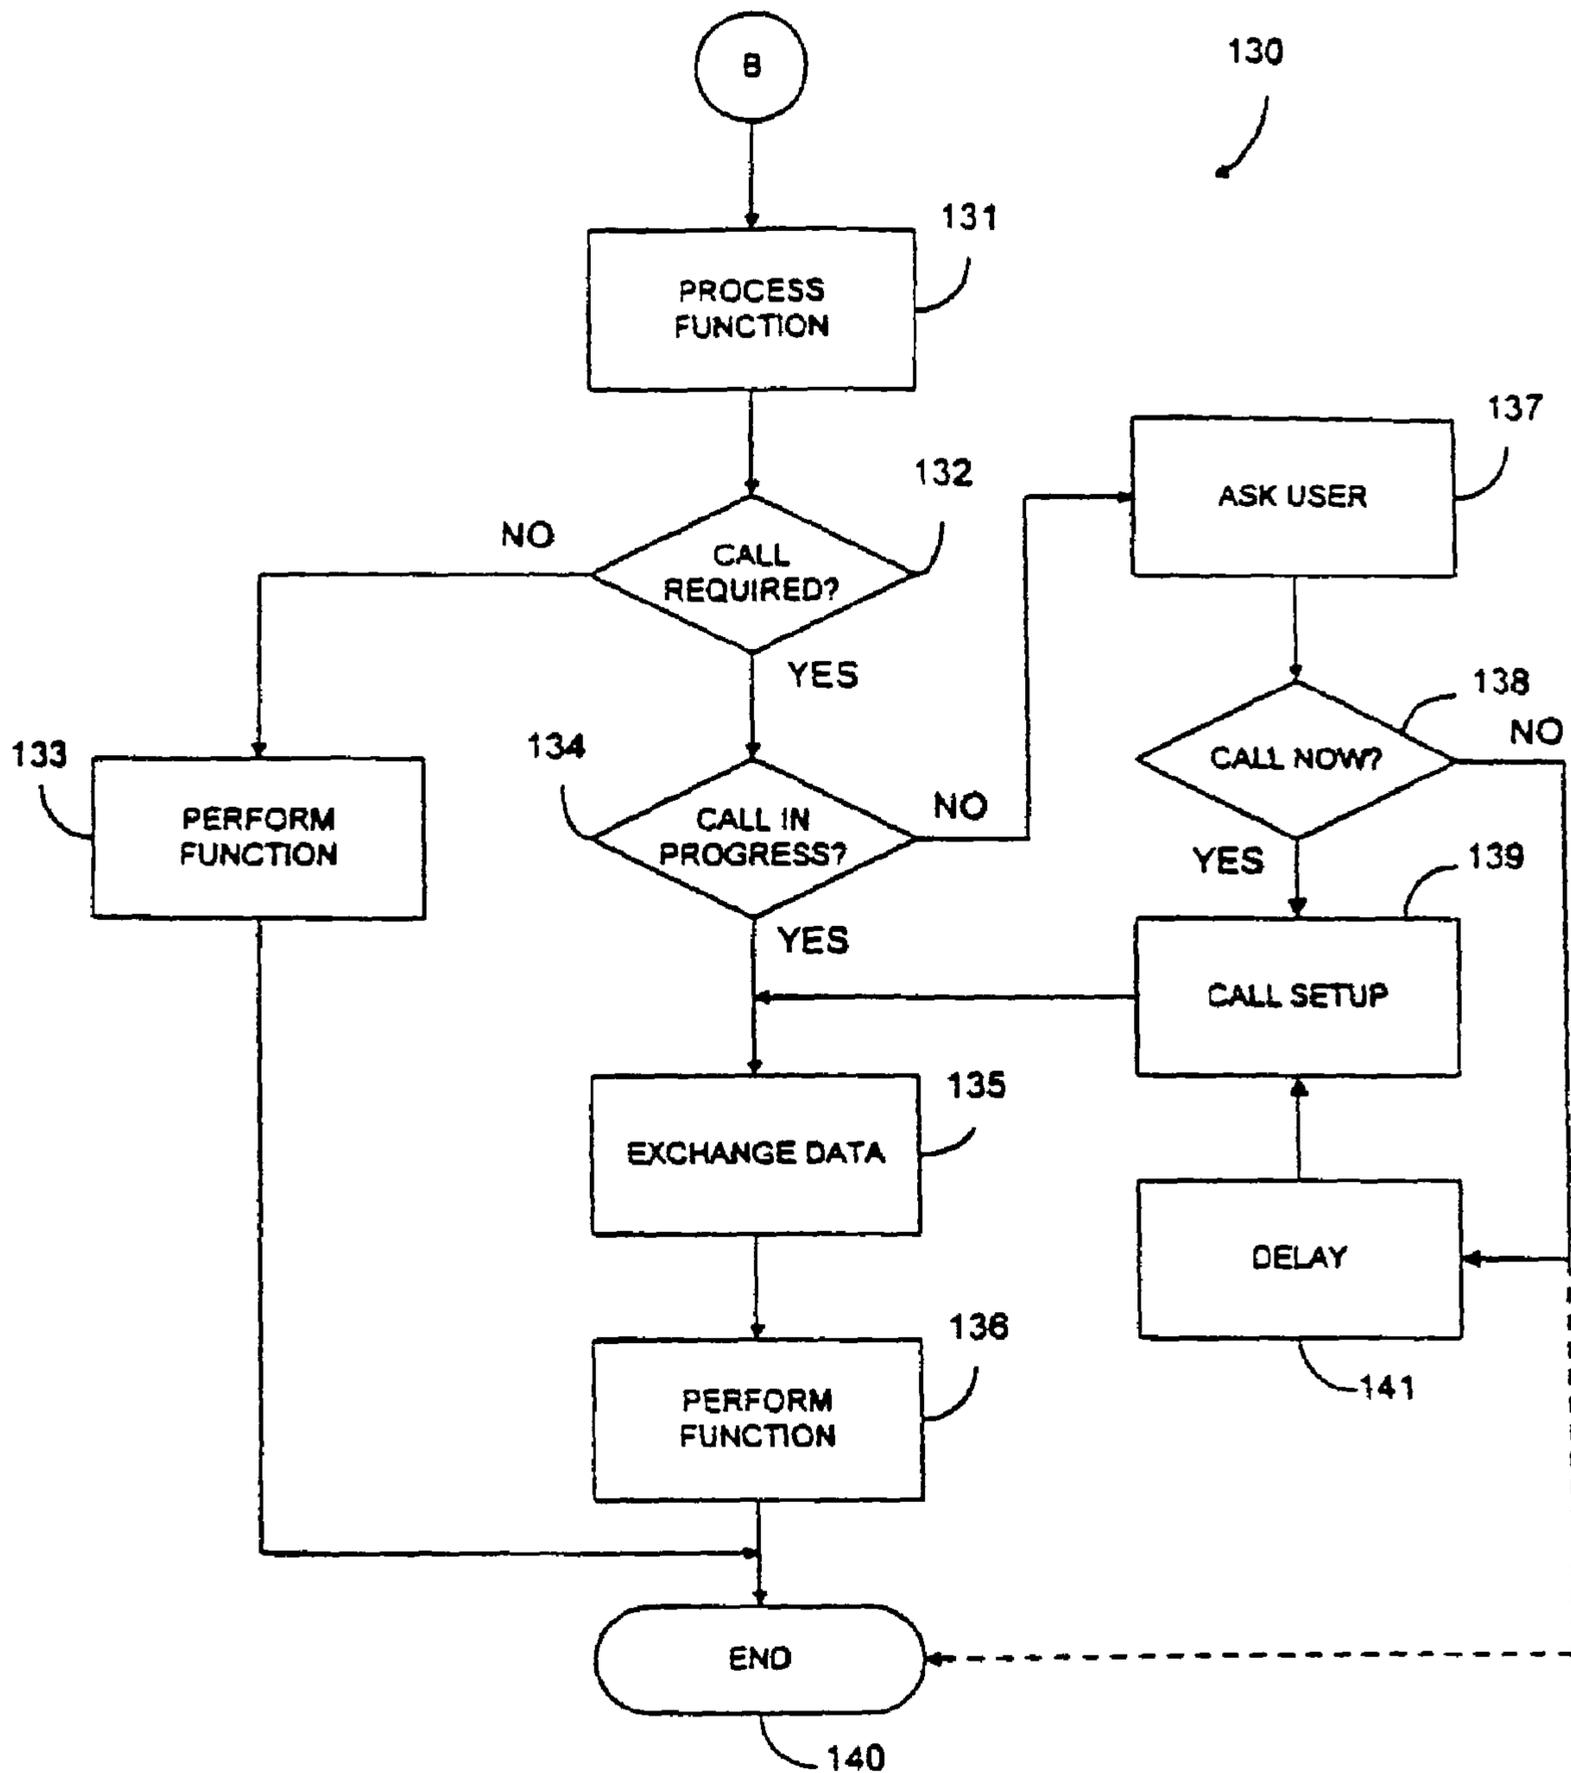 B
130
131
PROCESS
FUNCTION
137
ASK USER
132
NO
CALL
REQUIRED?
YES
138
NO
CALL NOW?
133
134
PERFORM
FUNCTION
CALL IN
PROGRESS?
NO
YES
139
YES
CALL SETUP
135
EXCHANGE DATA
DELAY
136
141
PERFORM
FUNCTION
END
140